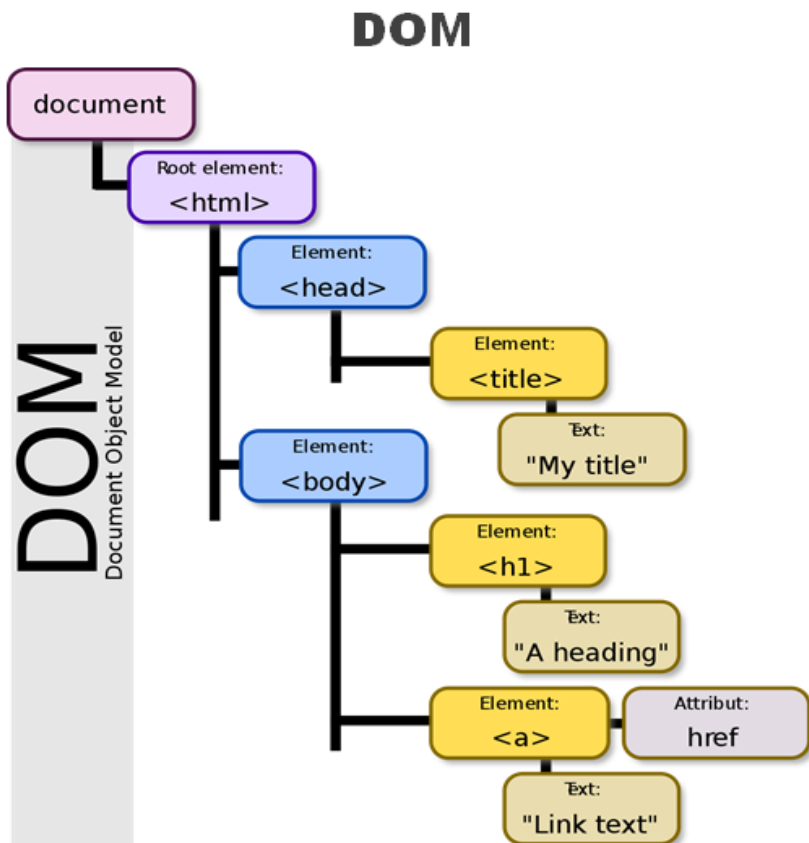 DOM
document
Root element:
<html>
Element:
<head>
Element:
<title>
Text:
"My title"
DOM
Document Object Model
Element:
<body>
Element:
<h1>
Text:
"A heading"
Element:
<a>
Attribut:
href
Text:
"Link text"